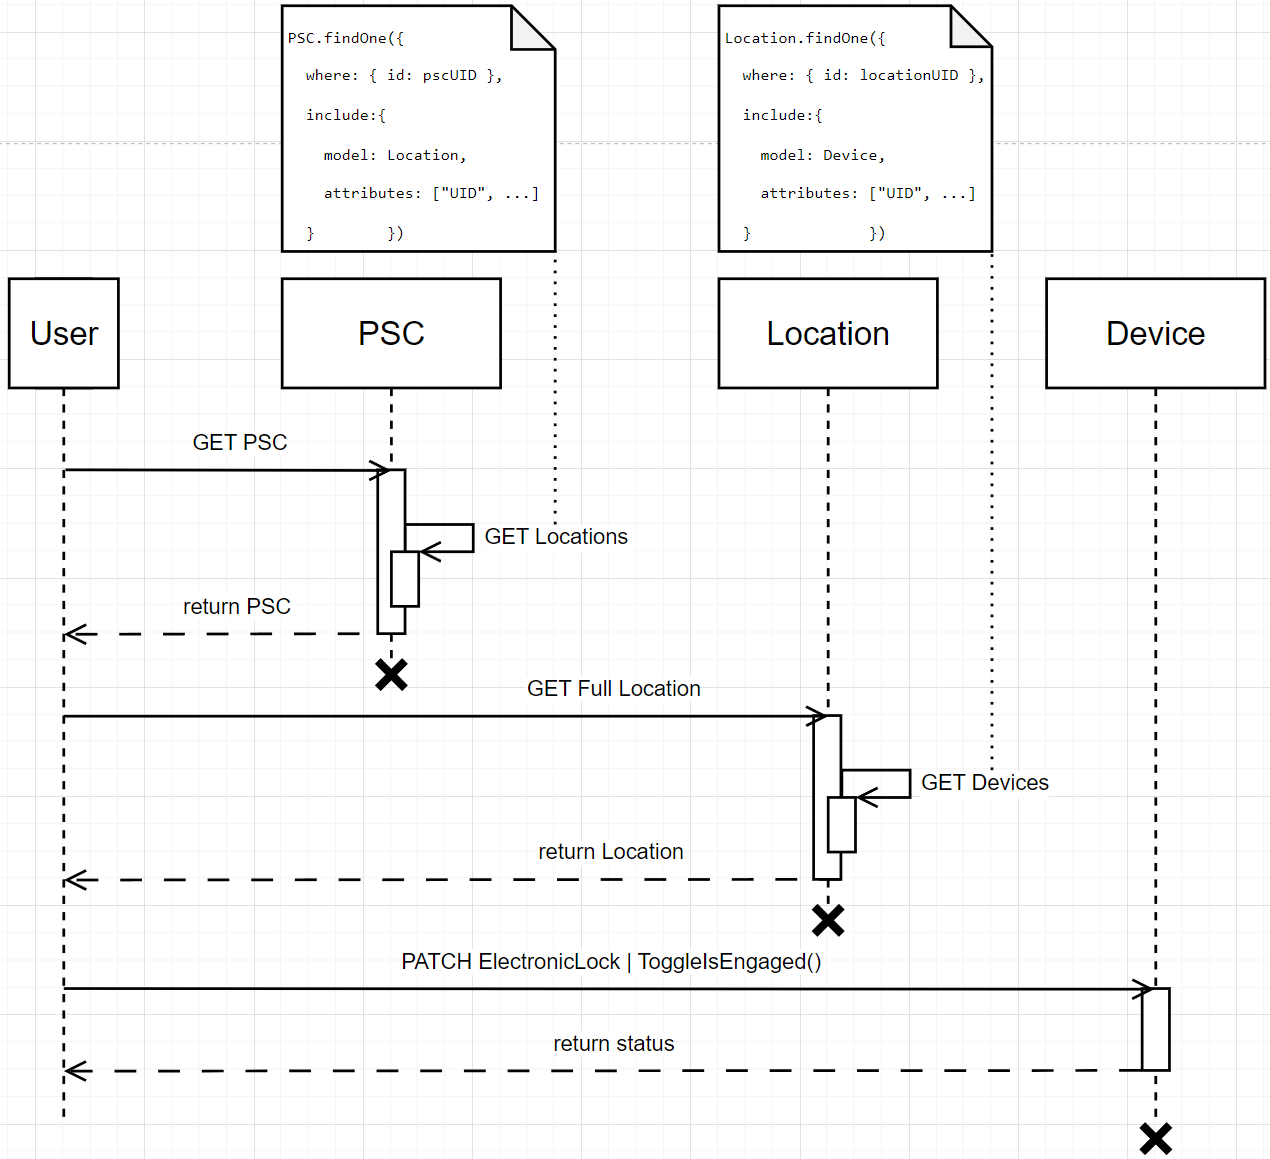 PSC.findOne({
where: { id: pscUID },
include:{
model: Location,
attributes: ["UID", ...]
} })
Location.findOne({
where: { id: locationUID },
include:{
model: Device,
attributes: ["UID", ...]
} })
User
PSC
Location
Device
GET PSC
GET Locations
return PSC
GET Full Location
GET Devices
return Location
PATCH ElectronicLock | ToggleIsEngaged()
return status